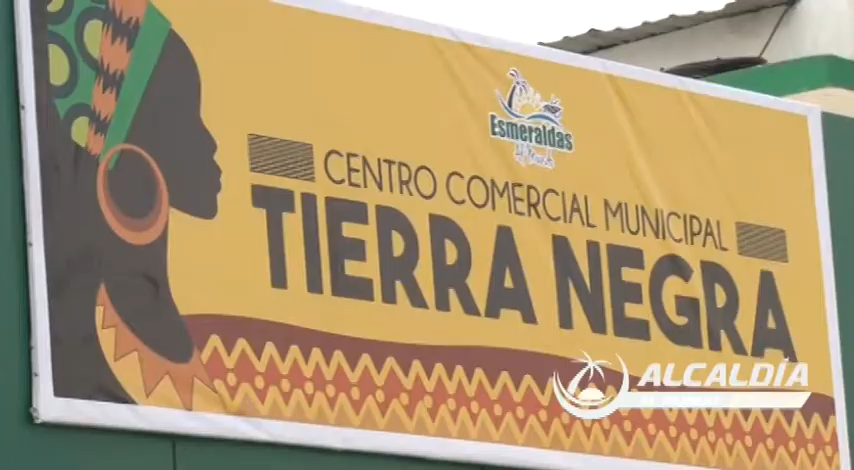 Esmeraldas
CENTRO COMERCIAL MUNICIPAL
TIERRA NEGRA
ALCALDÍA